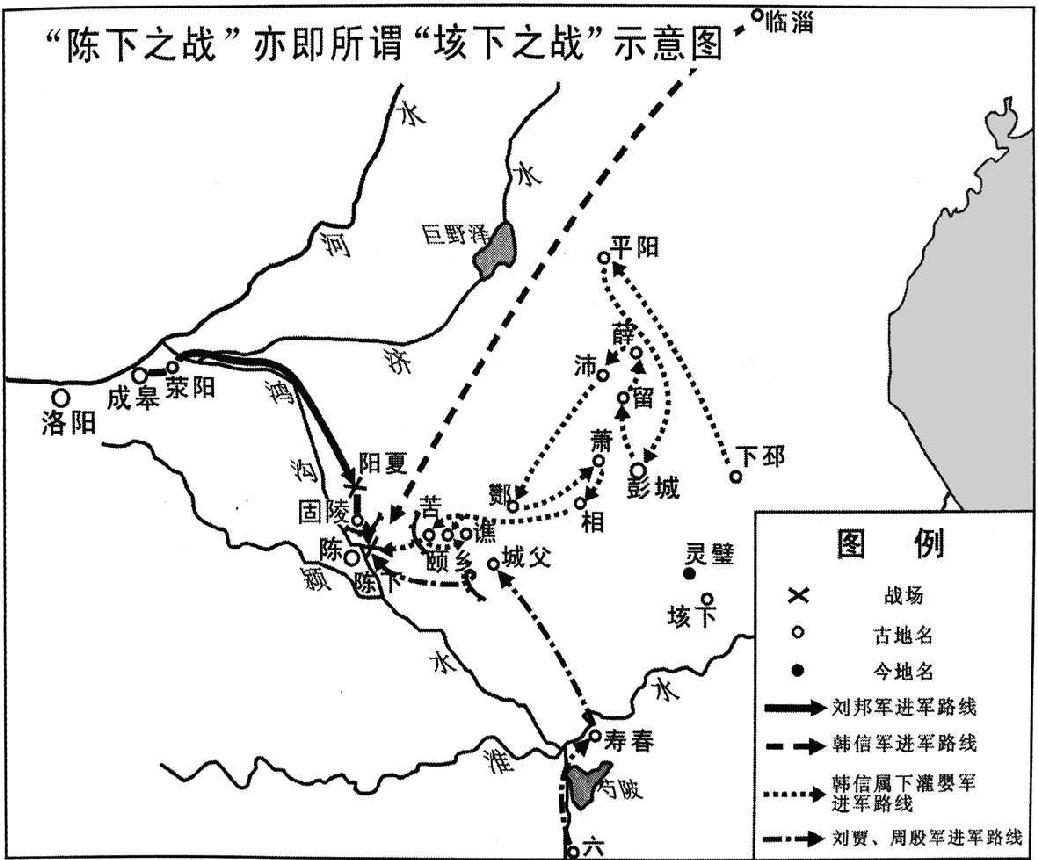 “陈下之战”亦即所谓“垓下之战”示意图
临淄
水
水
巨野泽
河
平阳
济
薛
沛
成皋
荥阳
鸿
留
洛阳
萧
下邳
沟
阳夏
彭城
酂
相
固陵
苦
谯
陈
颐乡
城父
灵璧
颍
陈下
垓下
水
水
寿春
淮
芍陂
六
图 例
战场
古地名
今地名
刘邦军进军路线
韩信军进军路线
韩信属下灌婴军
进军路线
刘贾、周殷军进军路线